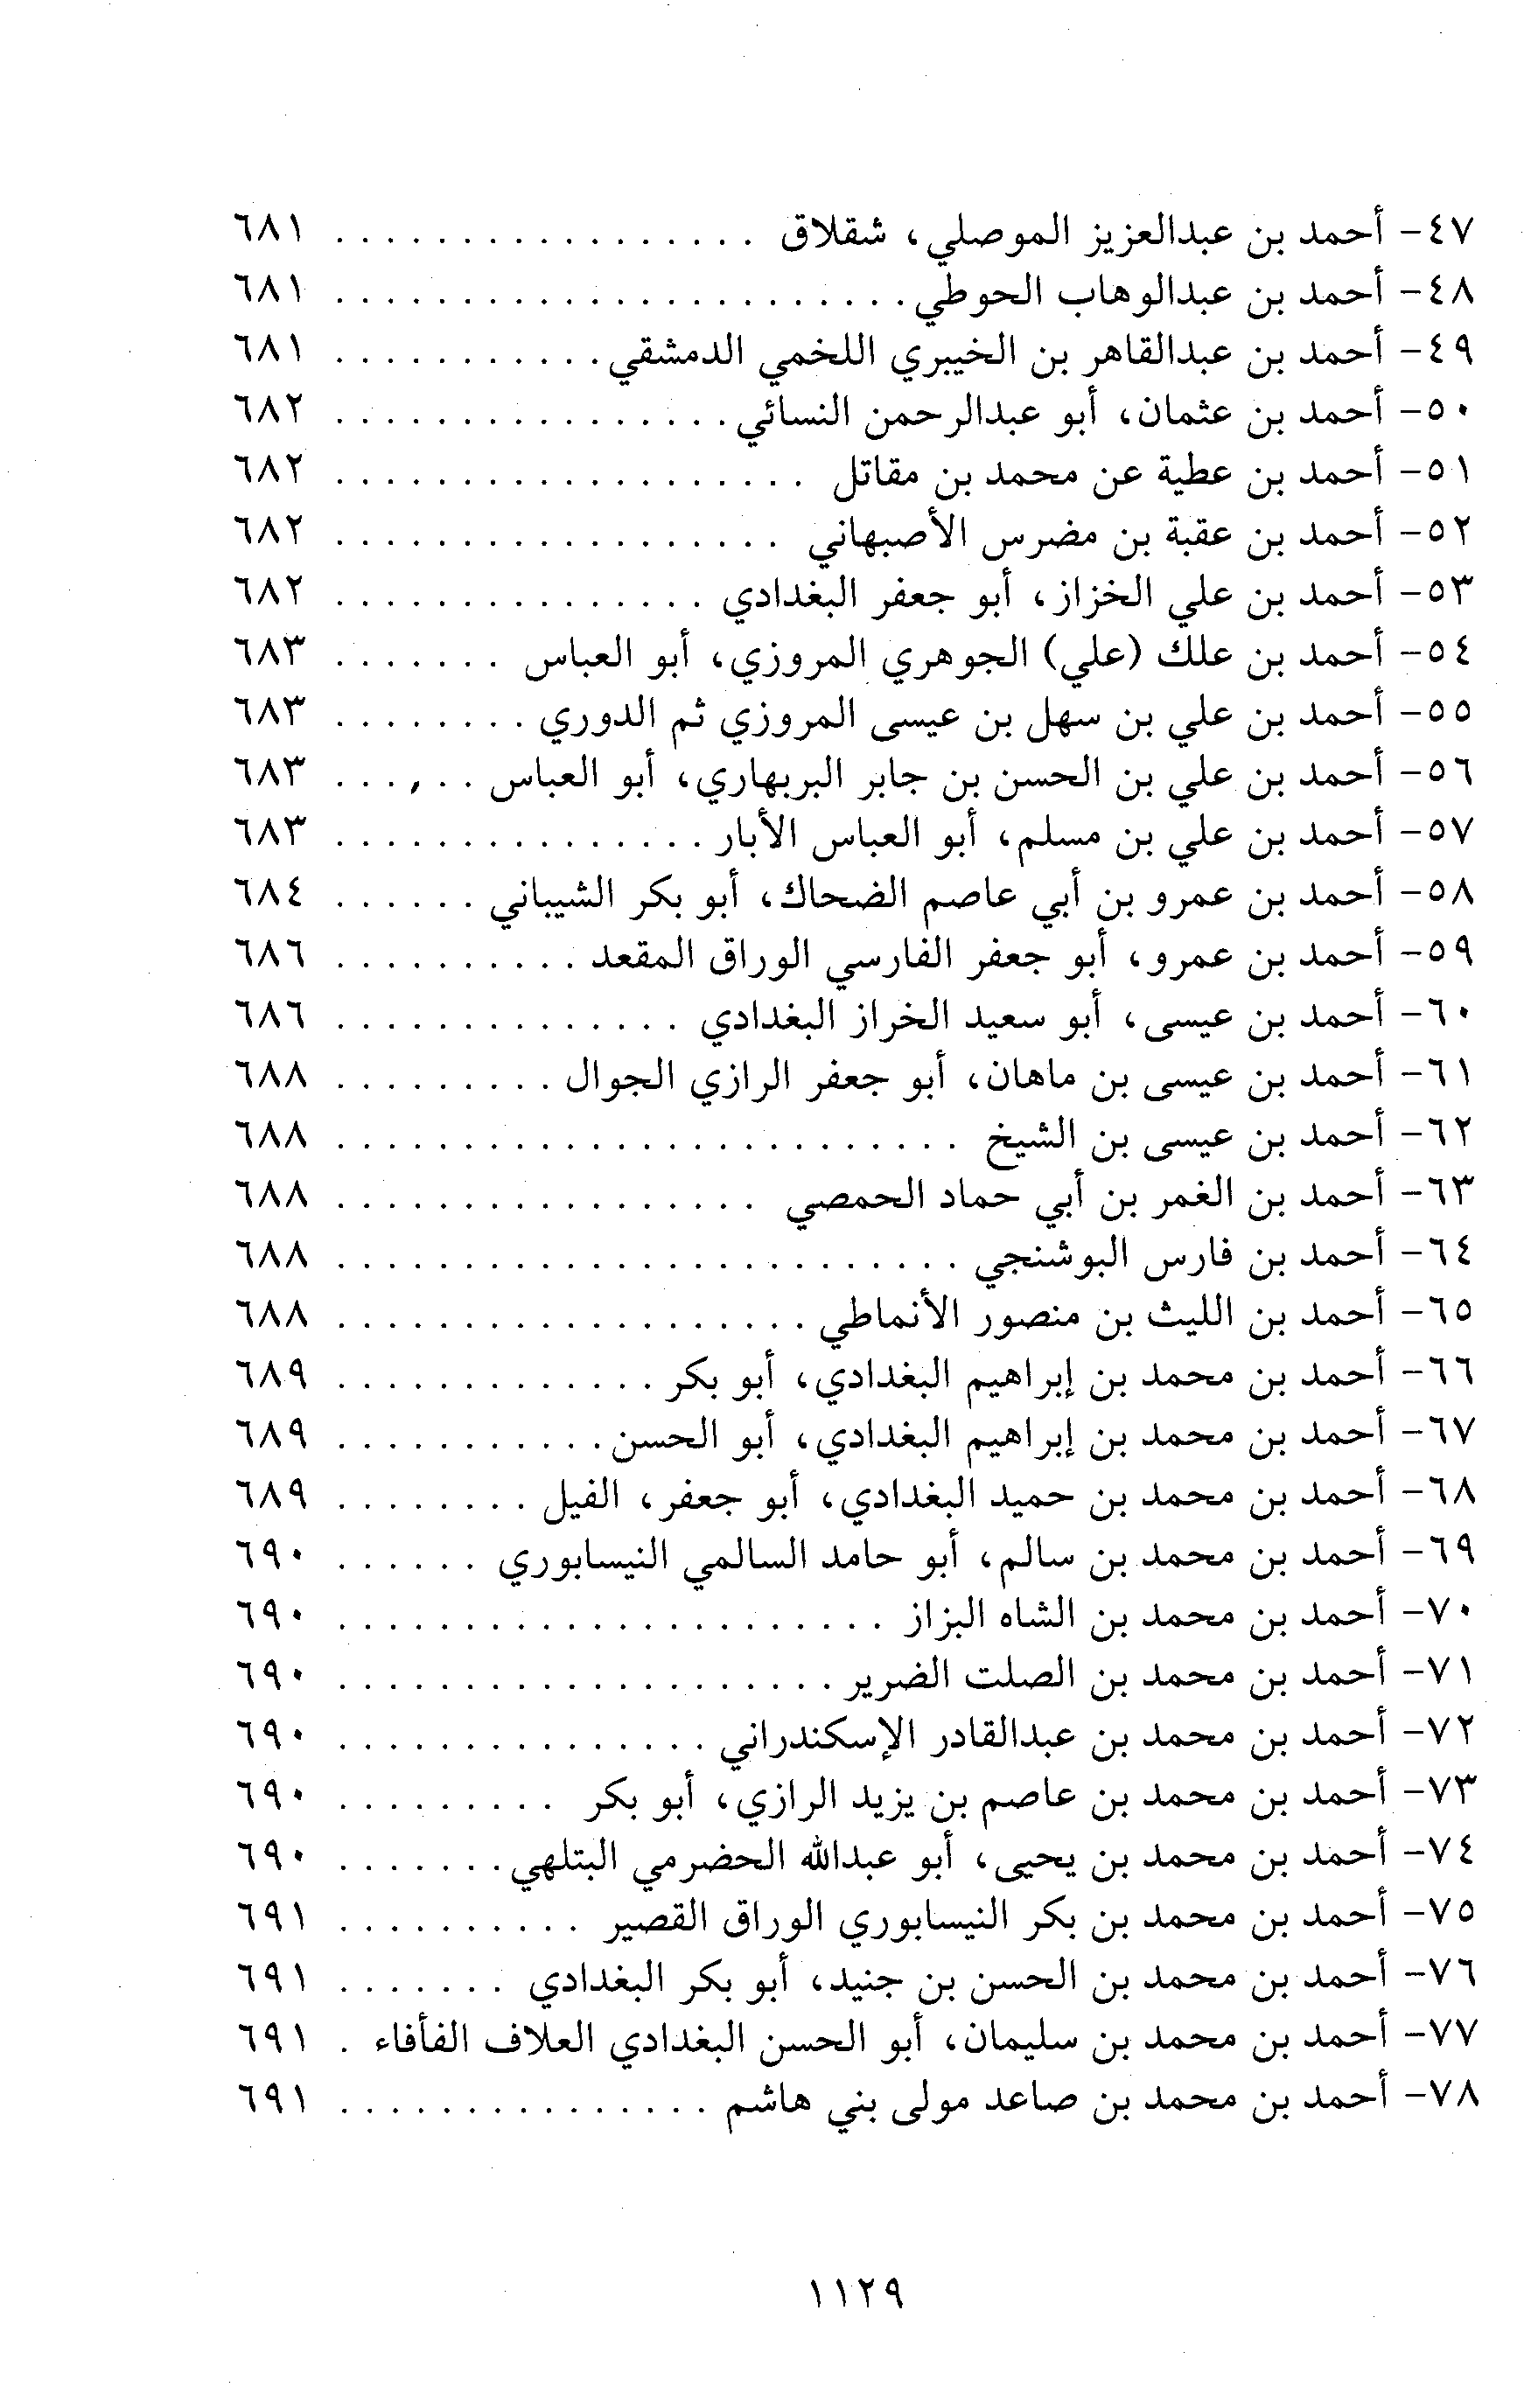 ٤٧- أحمد بن عبدالعزيز الموصلي، شقلاق . . . . . . . . . . . . . . . . . ٦٨١
٤٨- أحمد بن عبدالوهاب الحوطي . . . . . . . . . . . . . . . . . . . . . . . ٦٨١
٤٩- أحمد بن عبدالقاهر بن الخيبري اللخمي الدمشقي . . . . . . . . . . . ٦٨١
٥٠- أحمد بن عثمان، أبو عبدالرحمن النسائي . . . . . . . . . . . . . . . . ٦٨٢
٥١- أحمد بن عطية عن محمد بن مقاتل . . . . . . . . . . . . . . . . . . . ٦٨٢
٥٢- أحمد بن عقبة بن مضرس الأصبهاني . . . . . . . . . . . . . . . . . . ٦٨٢
٥٣- أحمد بن علي الخزاز، أبو جعفر البغدادي . . . . . . . . . . . . . . . ٦٨٢
٥٤- أحمد بن علك (علي) الجوهري المروزي، أبو العباس . . . . . . . ٦٨٣
٥٥- أحمد بن علي بن سهل بن عيسى المروزي ثم الدوري . . . . . . . . ٦٨٣
٥٦- أحمد بن علي بن الحسن بن جابر البربهاري، أبو العباس . . . . . . ٦٨٣
٥٧- أحمد بن علي بن مسلم، أبو العباس الأبار . . . . . . . . . . . . . . . ٦٨٣
٥٨- أحمد بن عمرو بن أبي عاصم الضحاك، أبو بكر الشيباني . . . . . . ٦٨٤
٥٩- أحمد بن عمرو، أبو جعفر الفارسي الوراق المقعد . . . . . . . . . . ٦٨٦
٦٠- أحمد بن عيسى، أبو سعيد الخراز البغدادي . . . . . . . . . . . . . . ٦٨٦
٦١- أحمد بن عيسى بن ماهان، أبو جعفر الرازي الجوال . . . . . . . . . ٦٨٨
٦٢- أحمد بن عيسى بن الشيخ . . . . . . . . . . . . . . . . . . . . . . . . . ٦٨٨
٦٣- أحمد بن الغمر بن أبي حماد الحمصي . . . . . . . . . . . . . . . . . ٦٨٨
٦٤- أحمد بن فارس البوشنجي . . . . . . . . . . . . . . . . . . . . . . . . . ٦٨٨
٦٥- أحمد بن الليث بن منصور الأنماطي . . . . . . . . . . . . . . . . . . . ٦٨٨
٦٦- أحمد بن محمد بن إبراهيم البغدادي، أبو بكر . . . . . . . . . . . . . ٦٨٩
٦٧- أحمد بن محمد بن إبراهيم البغدادي، أبو الحسن . . . . . . . . . . . ٦٨٩
٦٨- أحمد بن محمد بن حميد البغدادي، أبو جعفر، الفيل . . . . . . . . ٦٨٩
٦٩- أحمد بن محمد بن سالم، أبو حامد السالمي النيسابوري . . . . . . ٦٩٠
٧٠- أحمد بن محمد بن الشاه البزاز . . . . . . . . . . . . . . . . . . . . . . ٦٩٠
٧١- أحمد بن محمد بن الصلت الضرير . . . . . . . . . . . . . . . . . . . . ٦٩٠
٧٢- أحمد بن محمد بن عبدالقادر الإسكندراني . . . . . . . . . . . . . . . ٦٩٠
٧٣- أحمد بن محمد بن عاصم بن يزيد الرازي، أبو بكر . . . . . . . . . ٦٩٠
٧٤- أحمد بن محمد بن يحيى، أبو عبدالله الحضرمي البتلهي . . . . . . . ٦٩٠
٧٥- أحمد بن محمد بن بكر النيسابوري الوراق القصير . . . . . . . . . . ٦٩١
٧٦- أحمد بن محمد بن الحسن بن جنيد، أبو بكر البغدادي . . . . . . . ٦٩١
٧٧- أحمد بن محمد بن سليمان، أبو الحسن البغدادي العلاف الفأفاء . ٦٩١
٧٨- أحمد بن محمد بن صاعد مولى بني هاشم . . . . . . . . . . . . . . . ٦٩١
١١٢٩